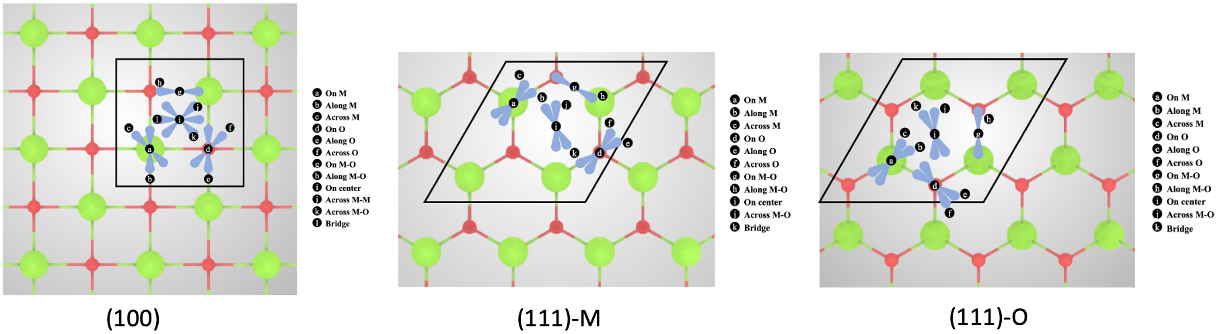 a On M
b Along M
c Across M
d On O
e Along O
f Across O
g On M-O
h Along M-O
i On center
j Across M-M
k Across M-O
l Bridge
h
g
j
l
i
c
f
k
a
d
b
e
(100)
a On M
b Along M
c Across M
d On O
e Along O
f Across O
g On M-O
h Along M-O
i On center
j Across M-O
k Bridge
c
g
b
h
a
j
i
f
e
k
d
(111)-M
a On M
b Along M
c Across M
d On O
e Along O
f Across O
g On M-O
h Along M-O
i On center
j Across M-O
k Bridge
k
j
h
c
i
g
b
a
d
e
f
(111)-O